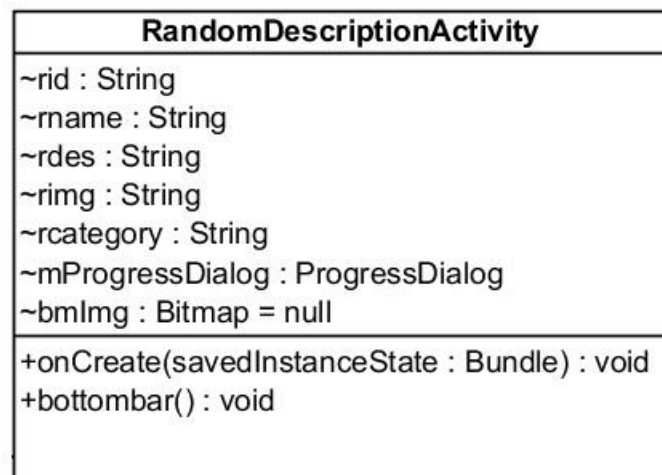 RandomDescriptionActivity
~rid : String
~rname : String
~rdes : String
~rimg : String
~rcategory : String
~mProgressDialog : ProgressDialog
~bmImg : Bitmap = null
+onCreate(savedInstanceState : Bundle) : void
+bottombar() : void